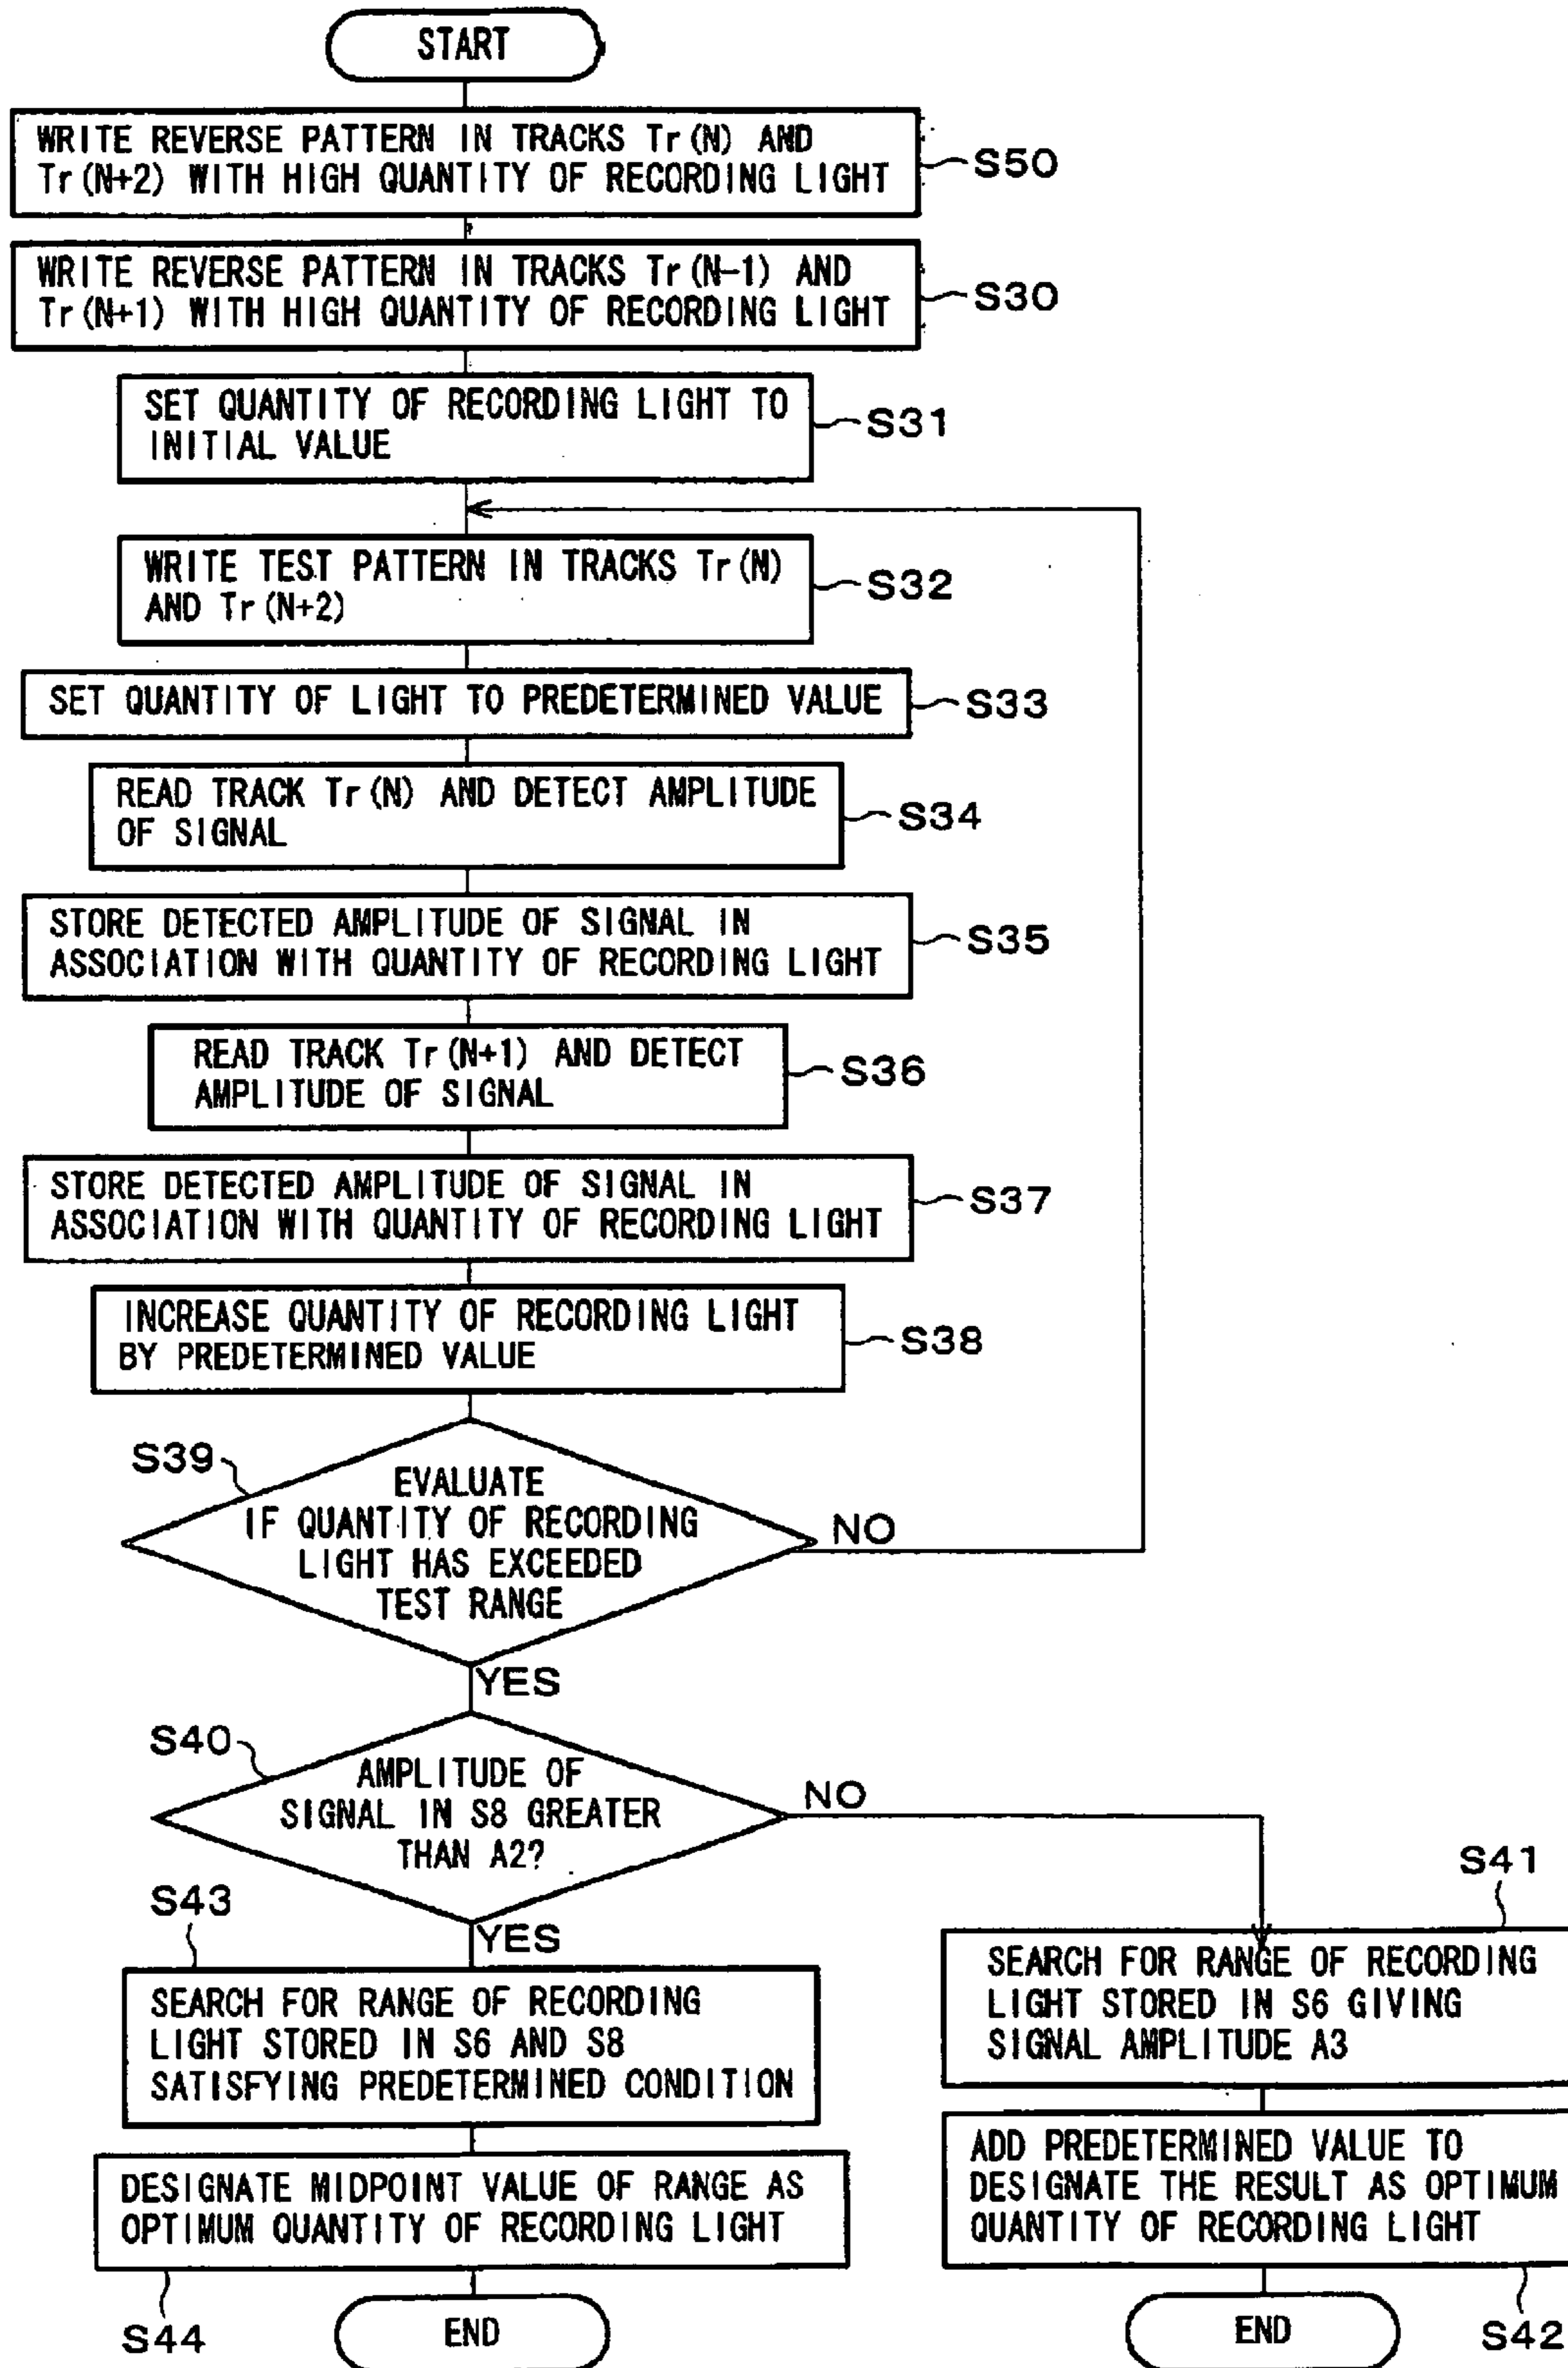 START
WRITE REVERSE PATTERN IN TRACKS Tr(N) AND
Tr(N+2) WITH HIGH QUANTITY OF RECORDING LIGHT
S50
WRITE REVERSE PATTERN IN TRACKS Tr(N-1) AND
Tr(N+1) WITH HIGH QUANTITY OF RECORDING LIGHT
S30
SET QUANTITY OF RECORDING LIGHT TO
INITIAL VALUE
S31
WRITE TEST PATTERN IN TRACKS Tr(N)
AND Tr(N+2)
S32
SET QUANTITY OF LIGHT TO PREDETERMINED VALUE
S33
READ TRACK Tr(N) AND DETECT AMPLITUDE
OF SIGNAL
S34
STORE DETECTED AMPLITUDE OF SIGNAL IN
ASSOCIATION WITH QUANTITY OF RECORDING LIGHT
S35
READ TRACK Tr(N+1) AND DETECT
AMPLITUDE OF SIGNAL
S36
STORE DETECTED AMPLITUDE OF SIGNAL IN
ASSOCIATION WITH QUANTITY OF RECORDING LIGHT
S37
INCREASE QUANTITY OF RECORDING LIGHT
BY PREDETERMINED VALUE
S38
S39
EVALUATE
IF QUANTITY OF RECORDING
LIGHT HAS EXCEEDED
TEST RANGE
NO
YES
S40
AMPLITUDE OF
SIGNAL IN S8 GREATER
THAN A2?
NO
YES
S43
SEARCH FOR RANGE OF RECORDING
LIGHT STORED IN S6 AND S8
SATISFYING PREDETERMINED CONDITION
DESIGNATE MIDPOINT VALUE OF RANGE AS
OPTIMUM QUANTITY OF RECORDING LIGHT
S44
END
S41
SEARCH FOR RANGE OF RECORDING
LIGHT STORED IN S6 GIVING
SIGNAL AMPLITUDE A3
ADD PREDETERMINED VALUE TO
DESIGNATE THE RESULT AS OPTIMUM
QUANTITY OF RECORDING LIGHT
S42
END